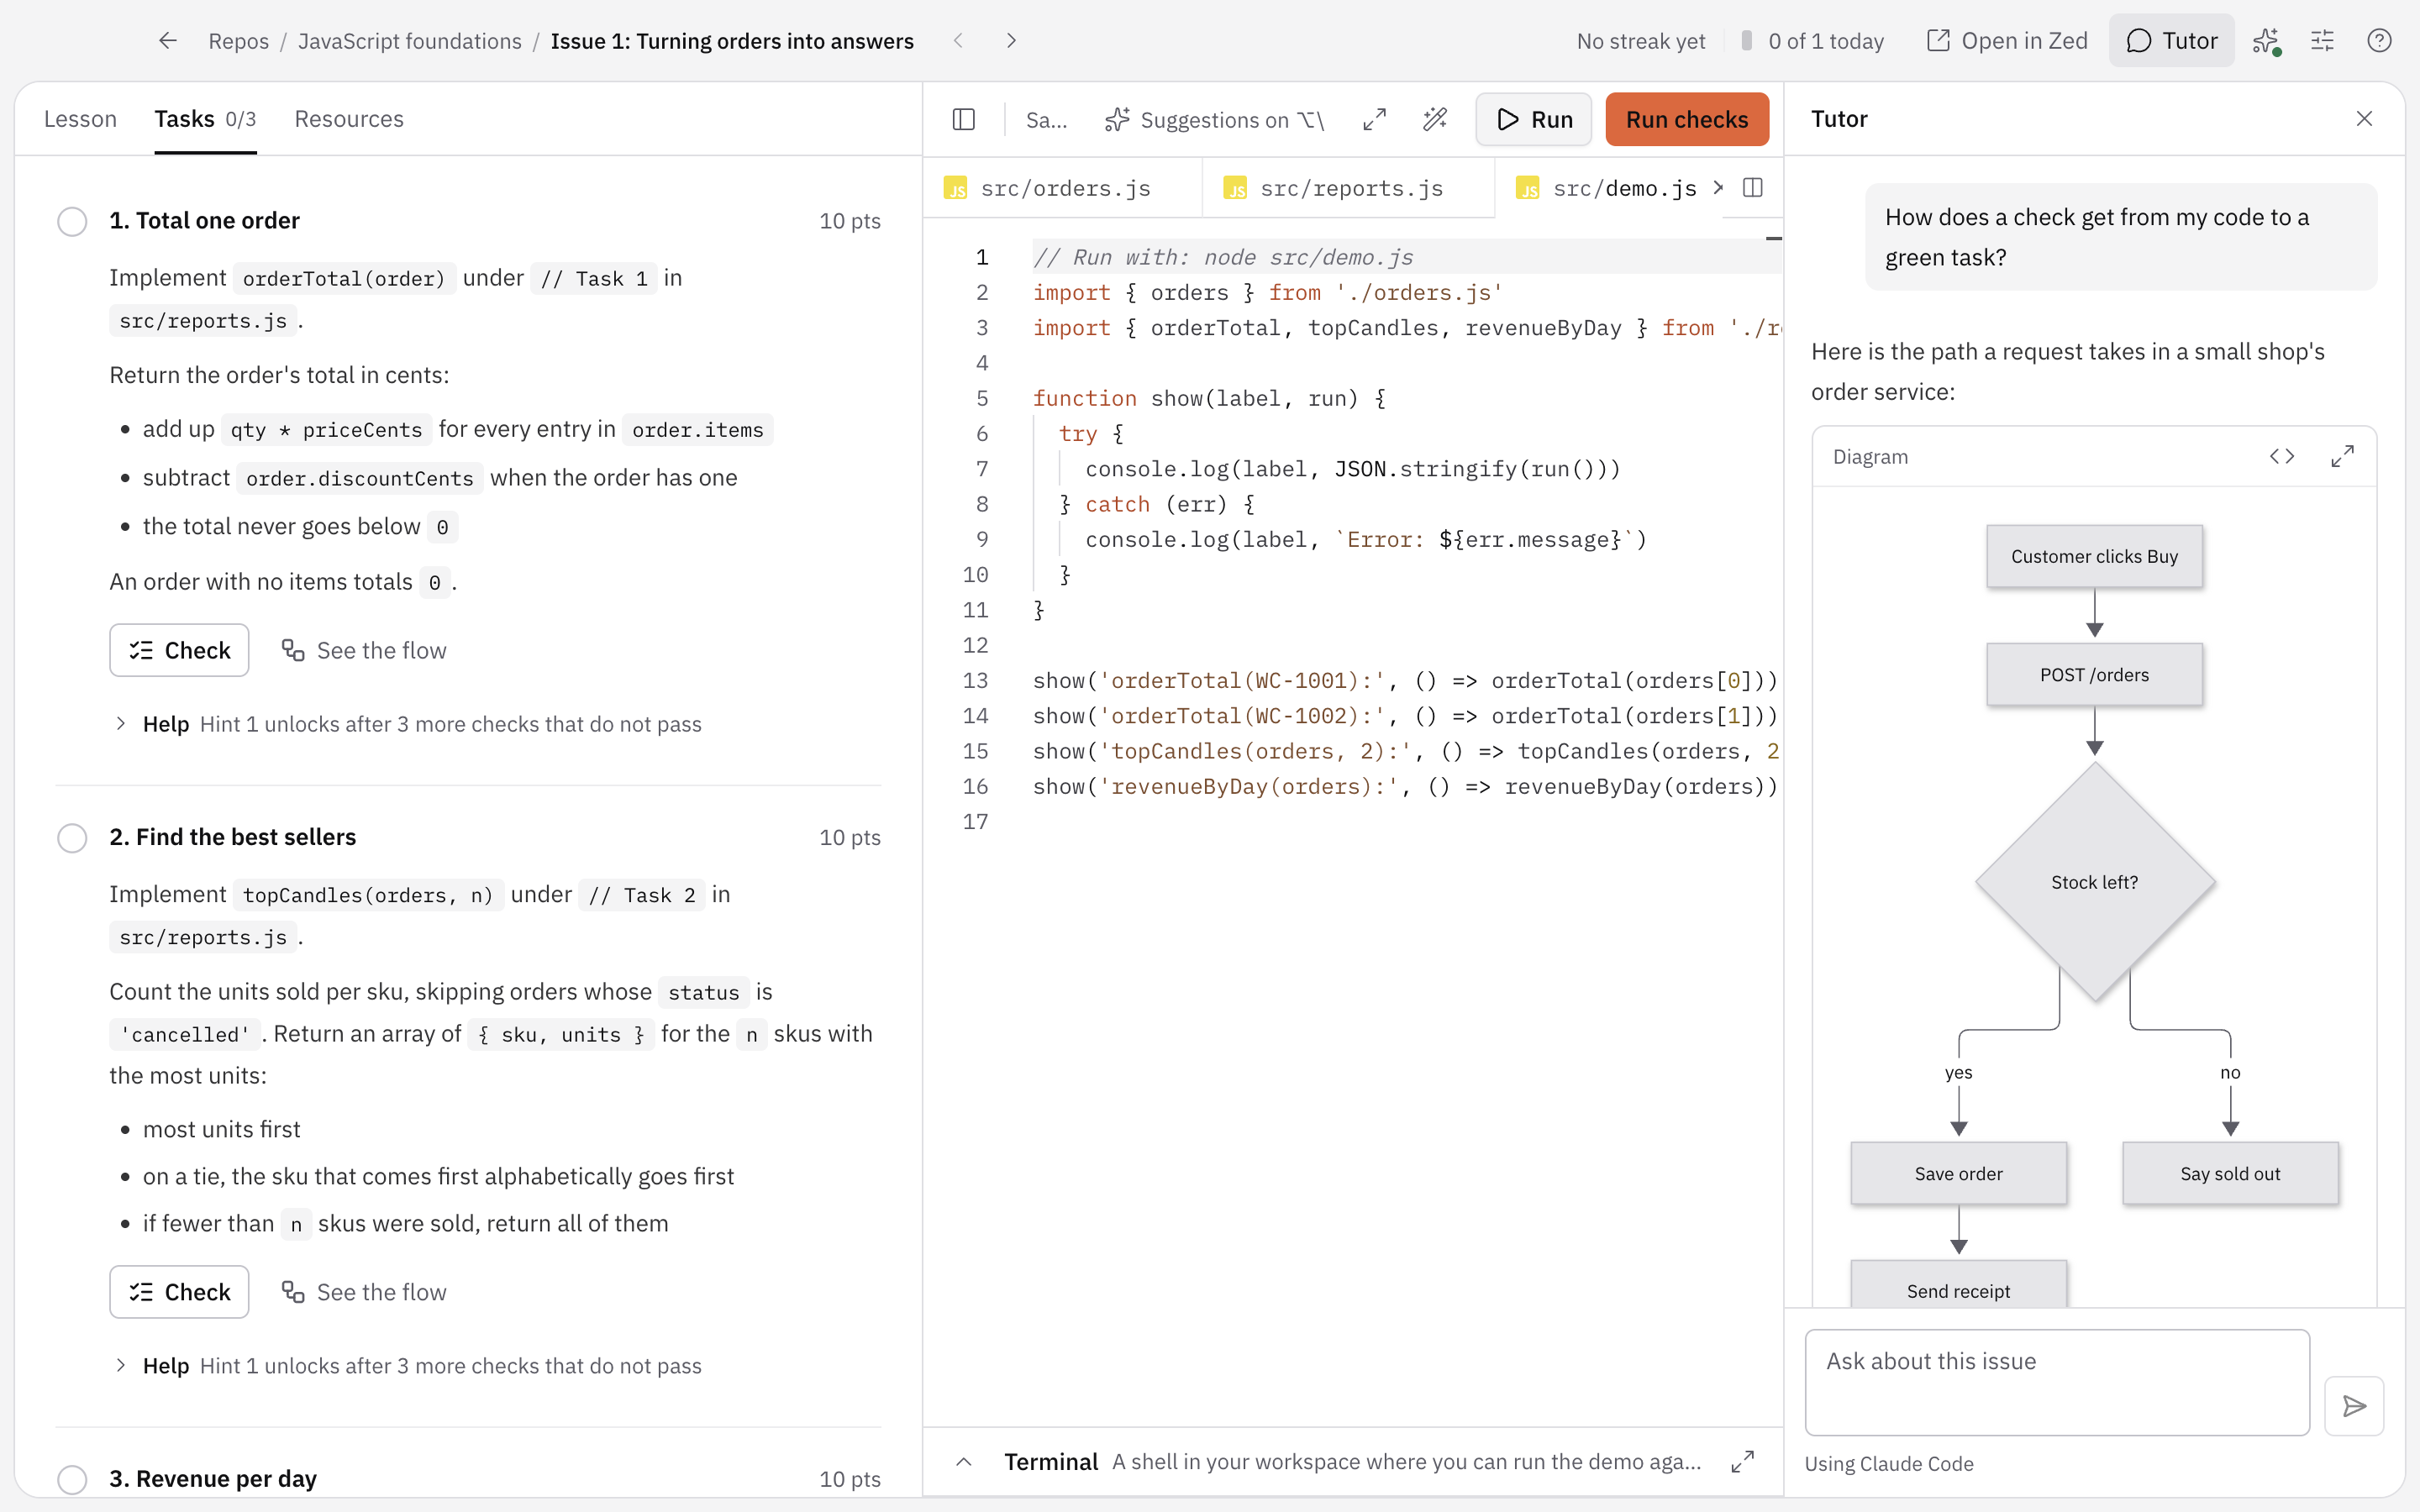 Repos / JavaScript foundations / Issue 1: Turning orders into answers
No streak yet
0 of 1 today
Open in Zed
Tutor
Lesson
Tasks 0/3
Resources
1. Total one order
10 pts
Implement orderTotal(order) under // Task 1 in
src/reports.js.
Return the order's total in cents:
• add up qty * priceCents for every entry in order.items
• subtract order.discountCents when the order has one
• the total never goes below 0
An order with no items totals 0.
Check
See the flow
Help Hint 1 unlocks after 3 more checks that do not pass
2. Find the best sellers
10 pts
Implement topCandles(orders, n) under // Task 2 in
src/reports.js.
Count the units sold per sku, skipping orders whose status is
'cancelled'. Return an array of { sku, units } for the n skus with
the most units:
• most units first
• on a tie, the sku that comes first alphabetically goes first
• if fewer than n skus were sold, return all of them
Check
See the flow
Help Hint 1 unlocks after 3 more checks that do not pass
3. Revenue per day
10 pts
Sa...
Suggestions on ⌥\
Run
Run checks
JS src/orders.js
JS src/reports.js
JS src/demo.js
1 // Run with: node src/demo.js
2 import { orders } from './orders.js'
3 import { orderTotal, topCandles, revenueByDay } from './r
4
5 function show(label, run) {
6 try {
7 console.log(label, JSON.stringify(run()))
8 } catch (err) {
9 console.log(label, `Error: ${err.message}`)
10 }
11 }
12
13 show('orderTotal(WC-1001):', () => orderTotal(orders[0]))
14 show('orderTotal(WC-1002):', () => orderTotal(orders[1]))
15 show('topCandles(orders, 2):', () => topCandles(orders, 2
16 show('revenueByDay(orders):', () => revenueByDay(orders))
17
Terminal A shell in your workspace where you can run the demo aga...
Tutor
How does a check get from my code to a
green task?
Here is the path a request takes in a small shop's
order service:
Diagram
Customer clicks Buy
POST /orders
Stock left?
yes
no
Save order
Say sold out
Send receipt
Ask about this issue
Using Claude Code